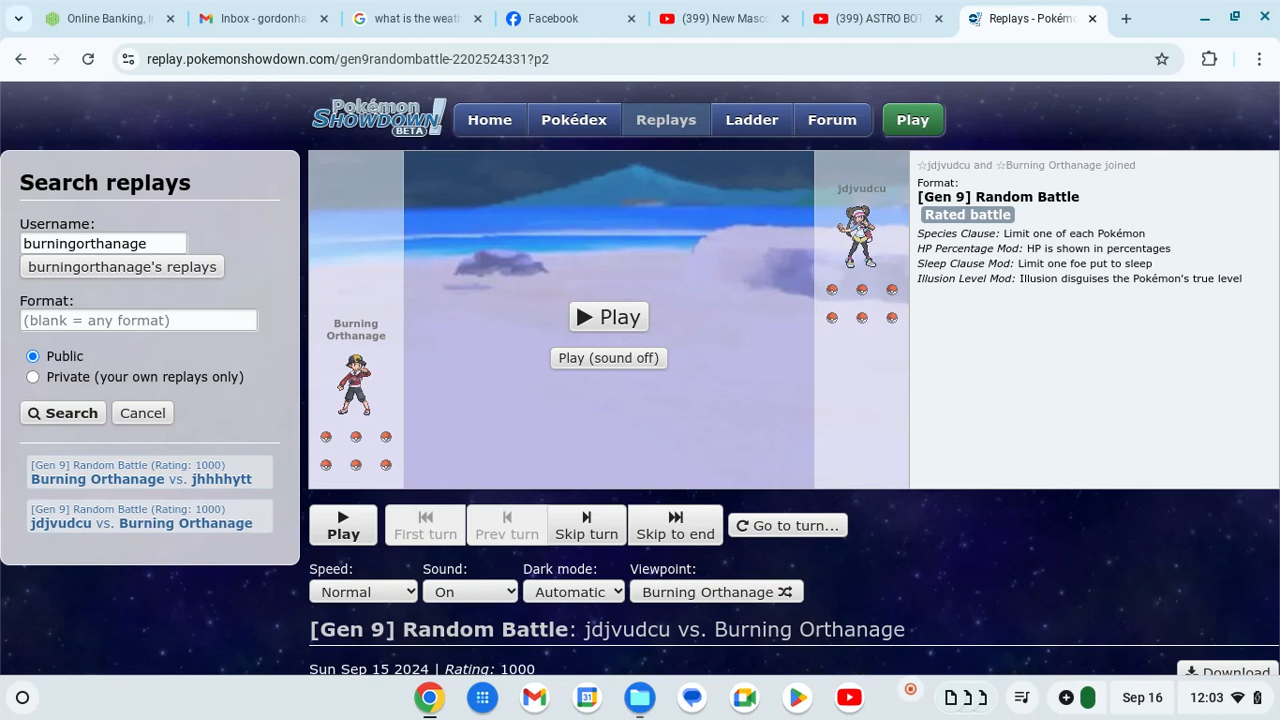 Online Banking, I
Inbox - gordonha
what is the weat
Facebook
(399) New Masc
(399) ASTRO BOT
Replays - Pokém
replay.pokemonshowdown.com/gen9randombattle-2202524331?p2
Pokémon
SHOWDOWN!
BETA
Home
Pokédex
Replays
Ladder
Forum
Play
Search replays
Username:
burningorthanage
burningorthanage's replays
Format:
(blank = any format)
Public
Private (your own replays only)
Search
Cancel
[Gen 9] Random Battle (Rating: 1000)
Burning Orthanage vs. jhhhhytt
[Gen 9] Random Battle (Rating: 1000)
jdjvudcu vs. Burning Orthanage
Burning
Orthanage
jdjvudcu
Play
Play (sound off)
☆jdjvudcu and ☆Burning Orthanage joined
Format:
[Gen 9] Random Battle
Rated battle
Species Clause: Limit one of each Pokémon
HP Percentage Mod: HP is shown in percentages
Sleep Clause Mod: Limit one foe put to sleep
Illusion Level Mod: Illusion disguises the Pokémon's true level
Play
First turn
Prev turn
Skip turn
Skip to end
Go to turn...
Speed:
Sound:
Dark mode:
Viewpoint:
Normal
On
Automatic
Burning Orthanage
[Gen 9] Random Battle: jdjvudcu vs. Burning Orthanage
Sun Sep 15 2024 | Rating: 1000
Download
31
Sep 16
12:03